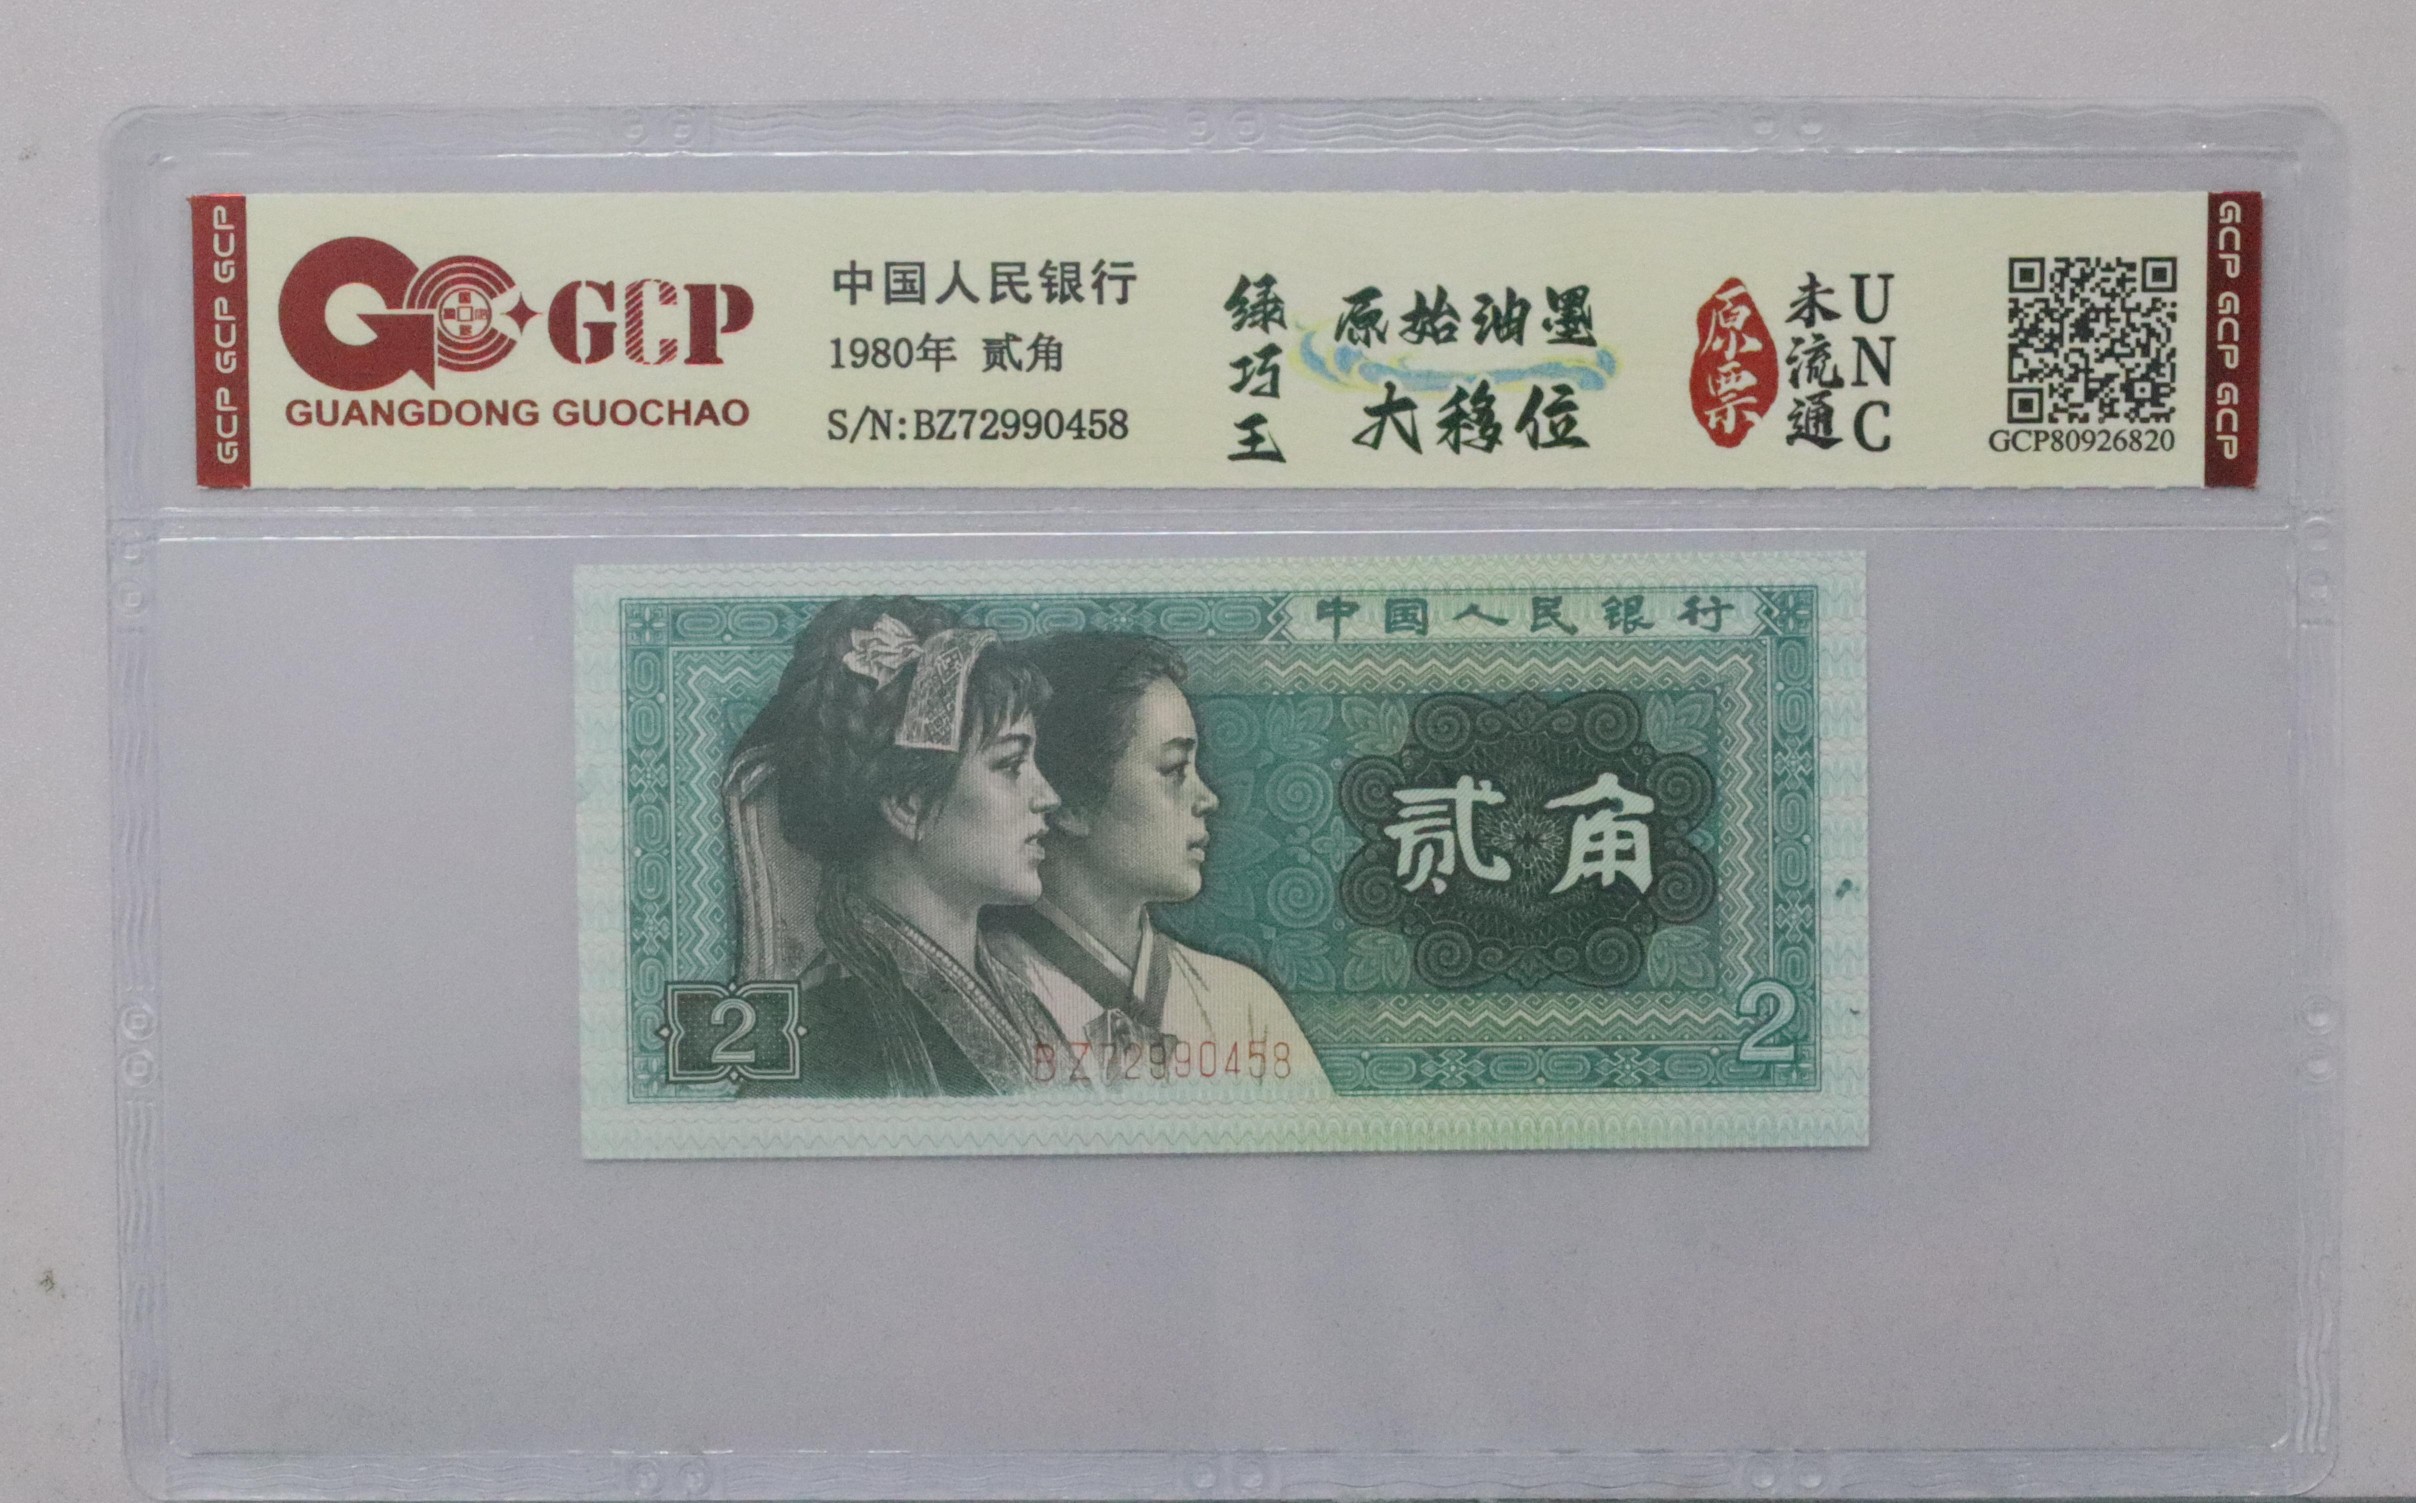 GCP GCP GCP
GCP
GUANGDONG GUOCHAO
中国人民银行
1980年 贰角
S/N:BZ72990458
绿巧王
原始油墨
大移位
原票
未流通
UNC
GCP80926820
GCP GCP GCP
中国人民银行
贰角
2
BZ72990458
2